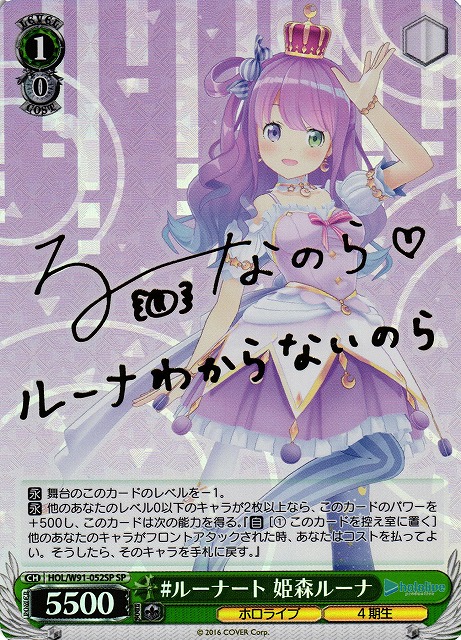 LEVEL
1
0
COST
るーなのら♡
ルーナわからないのら
永 舞台のこのカードのレベルを－1。
永 他のあなたのレベル0以下のキャラが2枚以上なら、このカードのパワーを
＋500し、このカードは次の能力を得る。『自［① このカードを控え室に置く］
他のあなたのキャラがフロントアタックされた時、あなたはコストを払ってよ
い。そうしたら、そのキャラを手札に戻す。』
CH HOL/W91-052SP SP
POWER
5500
#ルーナート 姫森ルーナ
hololive
production
ホロライブ
4期生
© 2016 COVER Corp.